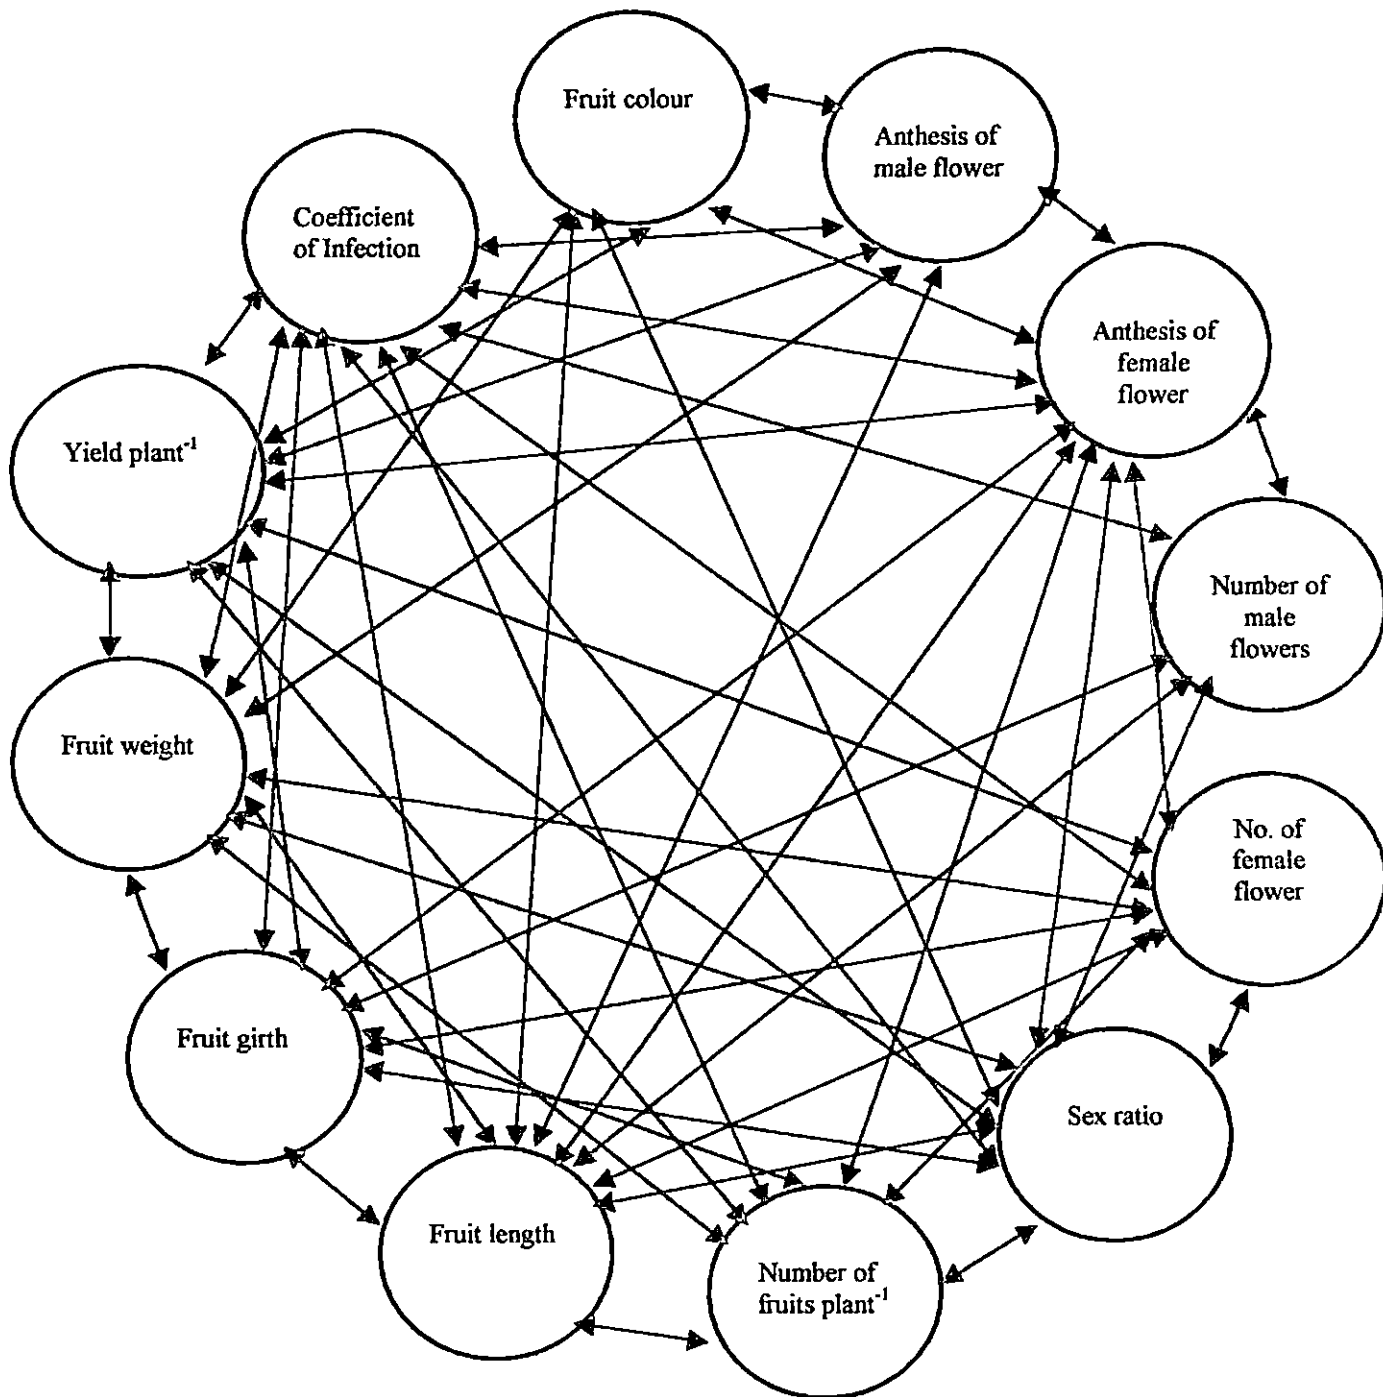 Fruit colour
Anthesis of
male flower
Coefficient
of Infection
Anthesis of
female
flower
Yield plant⁻¹
Number of
male
flowers
Fruit weight
No. of
female
flower
Fruit girth
Sex ratio
Fruit length
Number of
fruits plant⁻¹